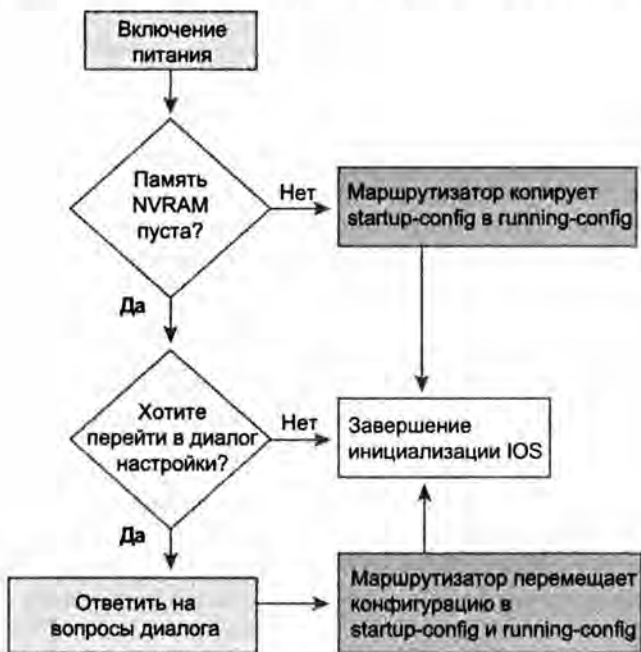 Включение
питания
Память
NVRAM
пуста?
Нет
Маршрутизатор копирует
startup-config в running-config
Да
Хотите
перейти в диалог
настройки?
Нет
Завершение
инициализации IOS
Да
Ответить на
вопросы диалога
Маршрутизатор перемещает
конфигурацию в
startup-config и running-config